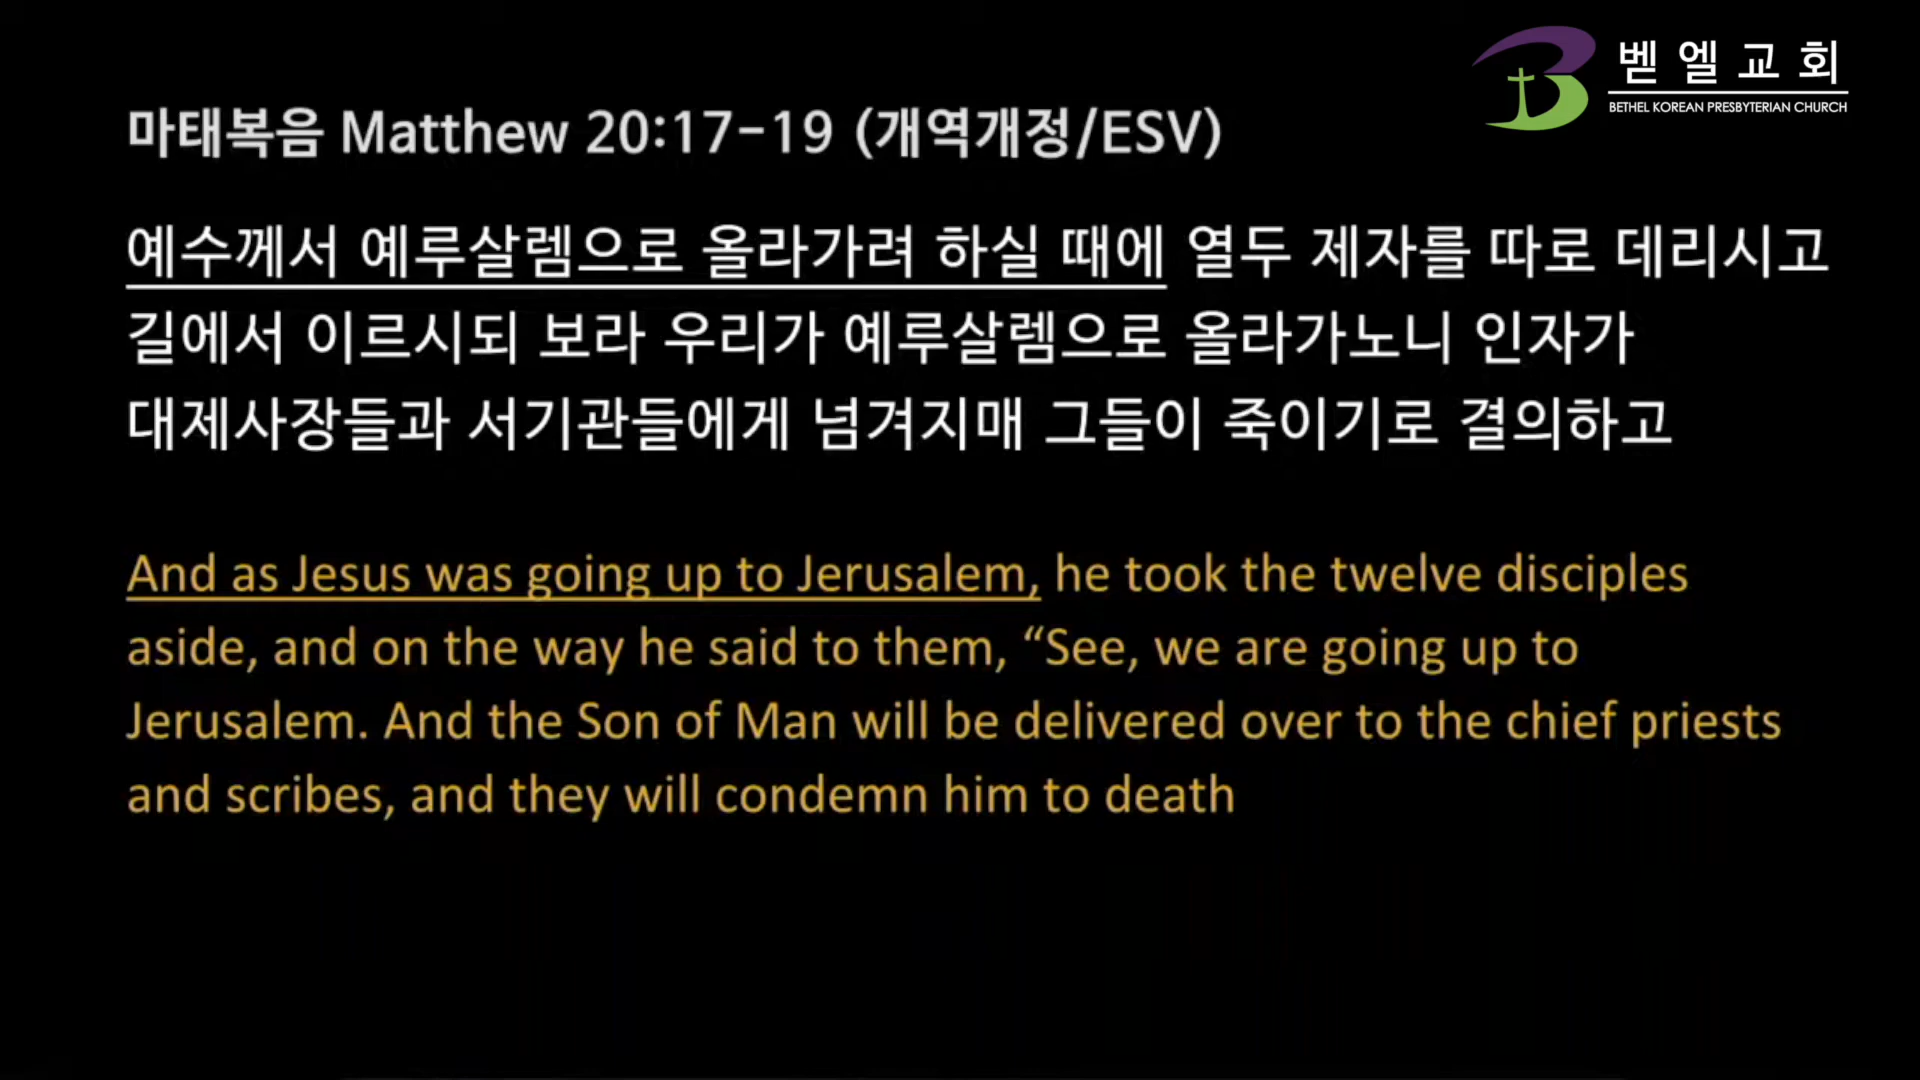 벧엘교회
BETHEL KOREAN PRESBYTERIAN CHURCH
마태복음 Matthew 20:17-19 (개역개정/ESV)
예수께서 예루살렘으로 올라가려 하실 때에 열두 제자를 따로 데리시고
길에서 이르시되 보라 우리가 예루살렘으로 올라가노니 인자가
대제사장들과 서기관들에게 넘겨지매 그들이 죽이기로 결의하고
And as Jesus was going up to Jerusalem, he took the twelve disciples
aside, and on the way he said to them, “See, we are going up to
Jerusalem. And the Son of Man will be delivered over to the chief priests
and scribes, and they will condemn him to death